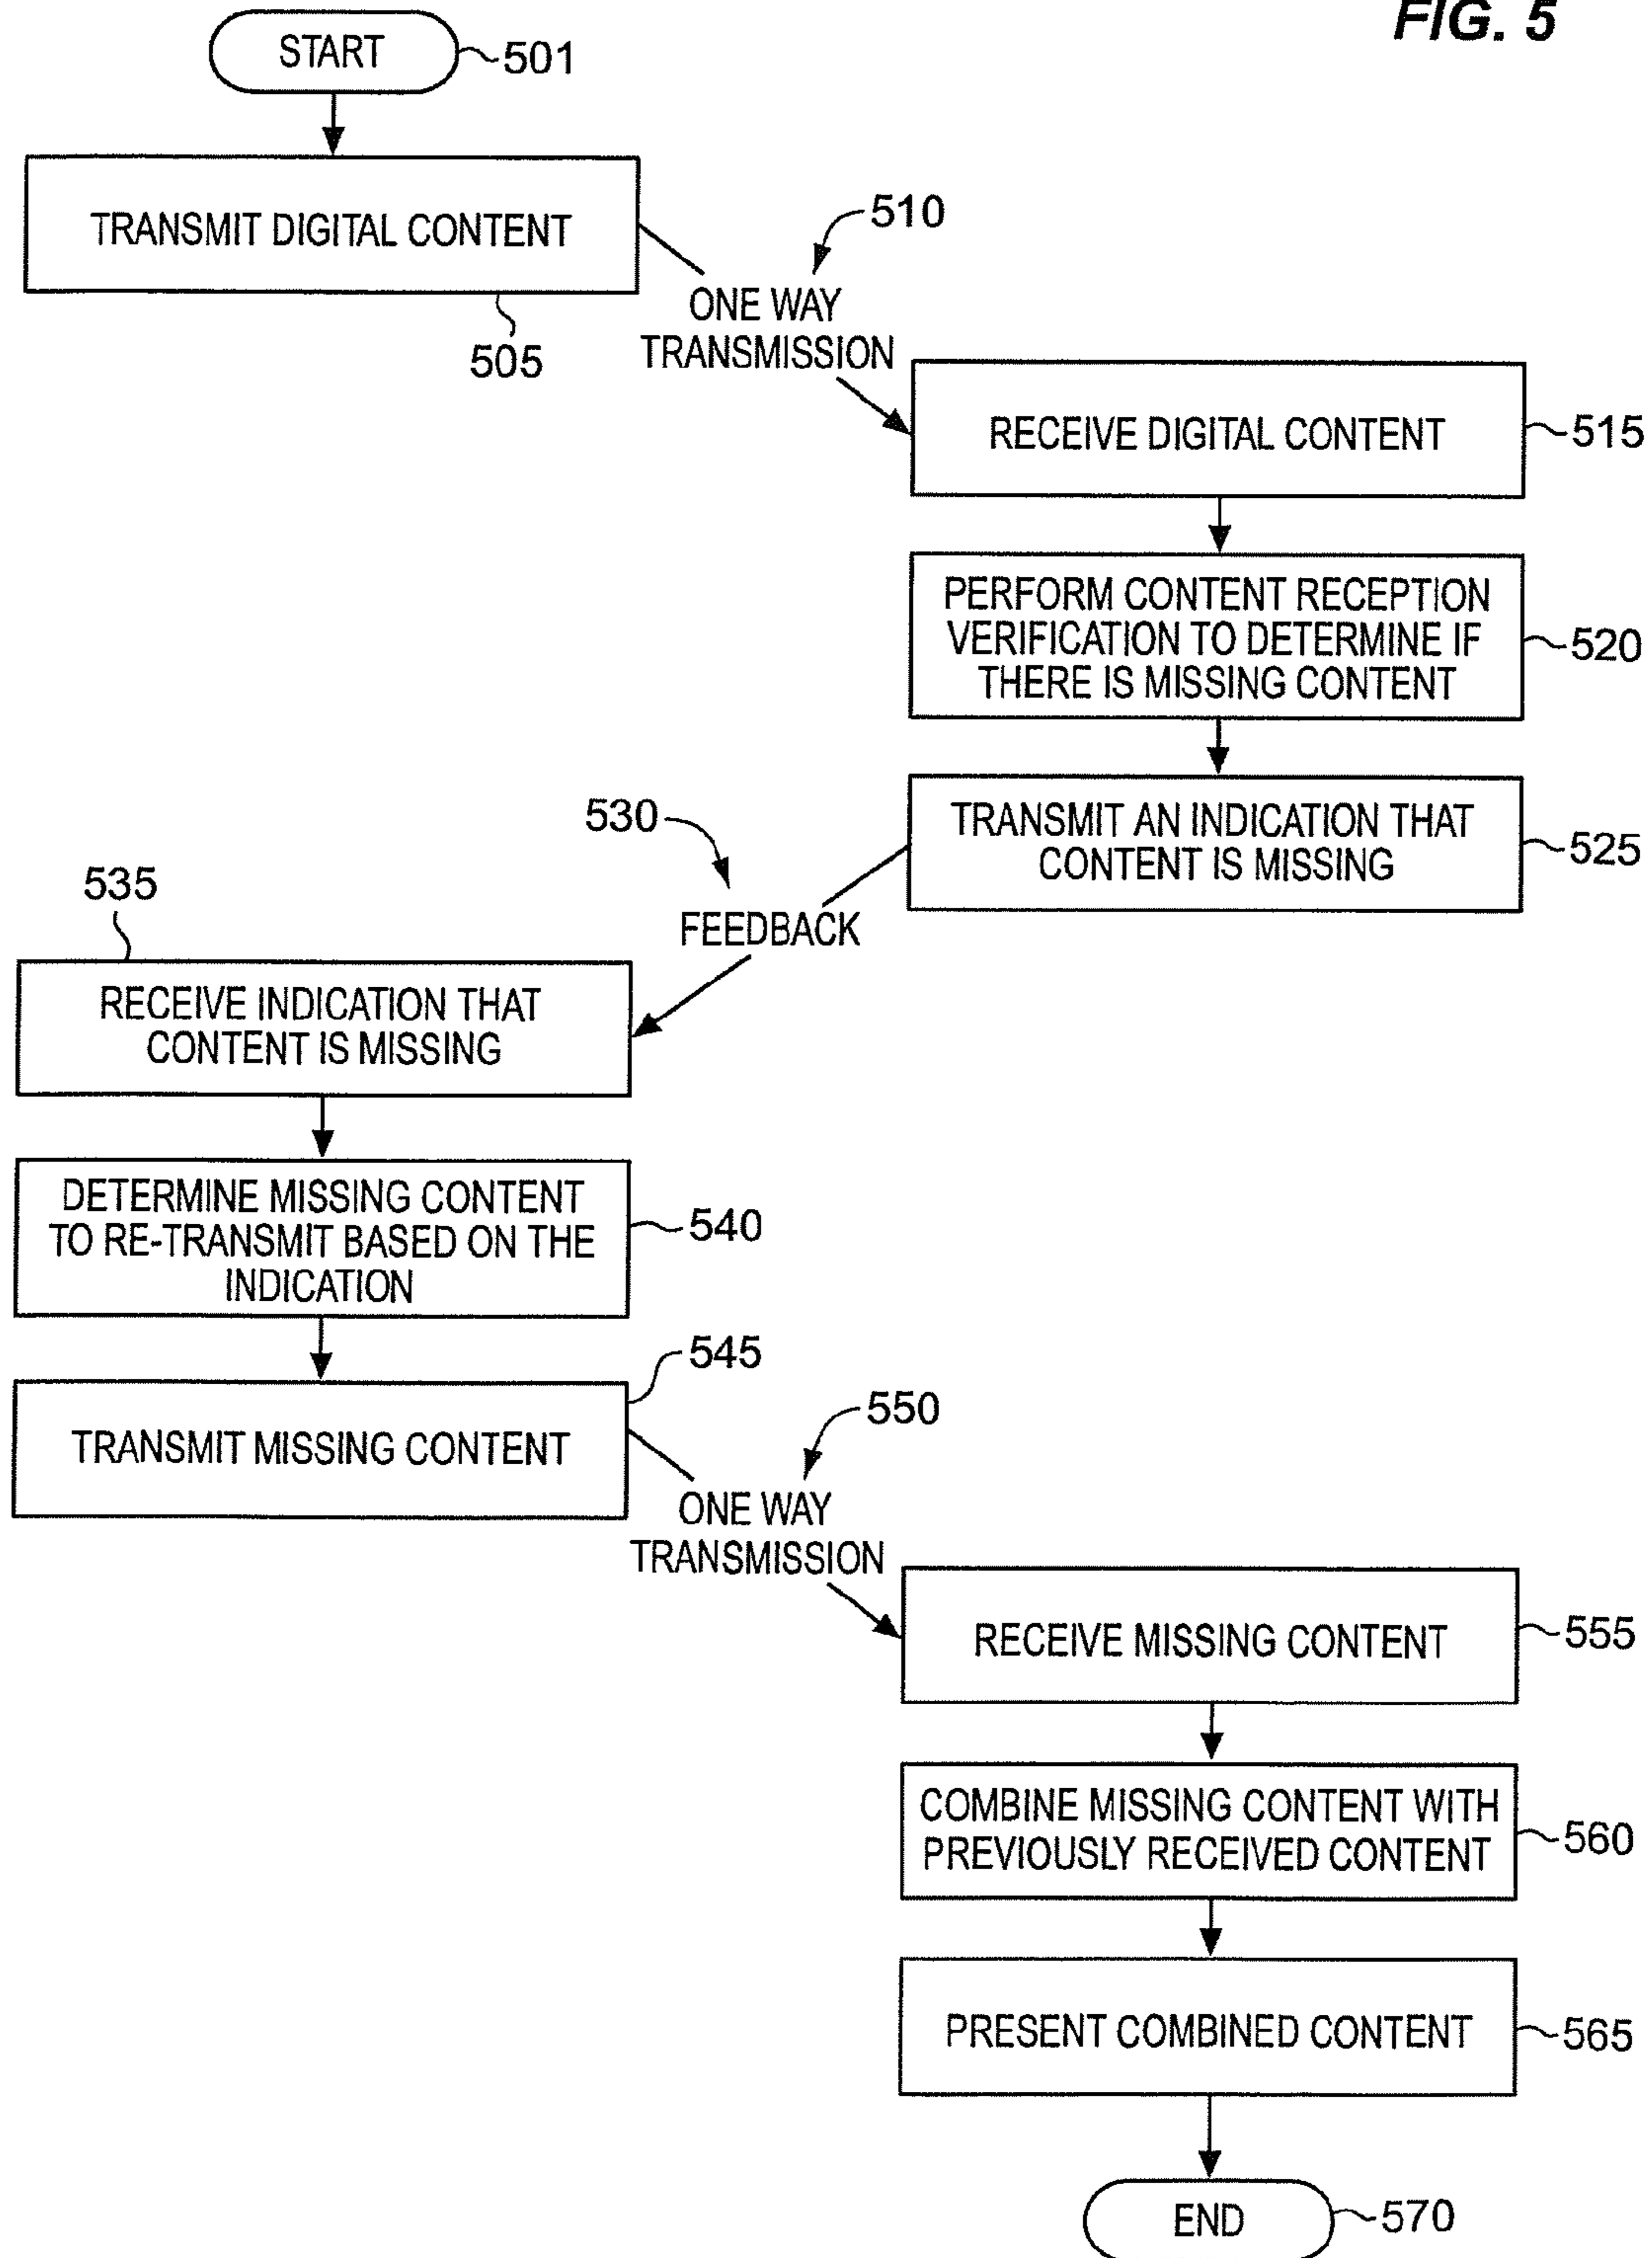 FIG. 5
START
501
TRANSMIT DIGITAL CONTENT
505
510
ONE WAY
TRANSMISSION
RECEIVE DIGITAL CONTENT
515
PERFORM CONTENT RECEPTION
VERIFICATION TO DETERMINE IF
THERE IS MISSING CONTENT
520
TRANSMIT AN INDICATION THAT
CONTENT IS MISSING
525
530
FEEDBACK
535
RECEIVE INDICATION THAT
CONTENT IS MISSING
DETERMINE MISSING CONTENT
TO RE-TRANSMIT BASED ON THE
INDICATION
540
545
TRANSMIT MISSING CONTENT
550
ONE WAY
TRANSMISSION
RECEIVE MISSING CONTENT
555
COMBINE MISSING CONTENT WITH
PREVIOUSLY RECEIVED CONTENT
560
PRESENT COMBINED CONTENT
565
END
570